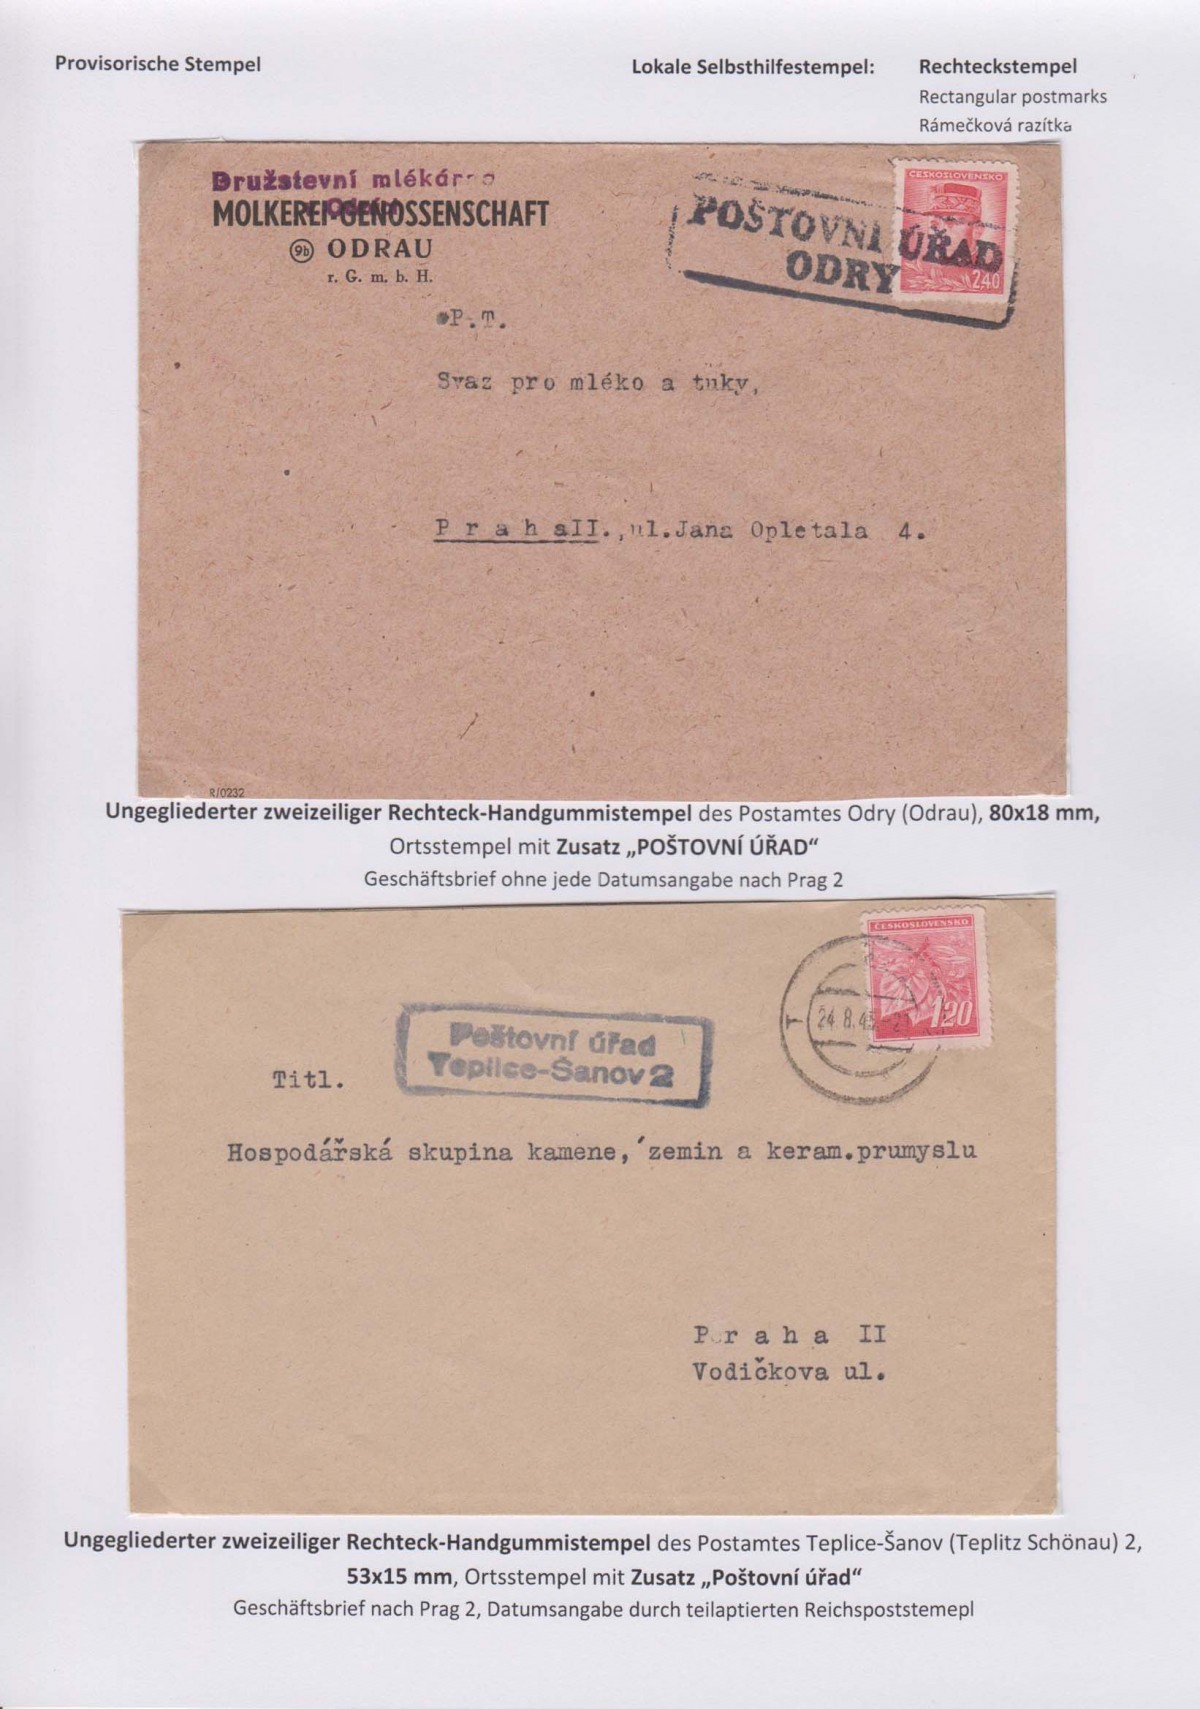 Provisorische Stempel
Lokale Selbsthilfestempel:
Rechteckstempel
Rectangular postmarks
Rámečková razítka
Družstevní mlékárna
MOLKEREI-GENOSSENSCHAFT
9b ODRAU
r. G. m. b. H.
POŠTOVNÍ ÚŘAD
ODRY
ČESKOSLOVENSKO
2,40
P.T.
Svaz pro mléko a tuky,
P r a h a II., ul. Jana Opletala 4.
R/0232
Ungegliederter zweizeiliger Rechteck-Handgummistempel des Postamtes Odry (Odrau), 80x18 mm,
Ortsstempel mit Zusatz „POŠTOVNÍ ÚŘAD“
Geschäftsbrief ohne jede Datumsangabe nach Prag 2
ČESKOSLOVENSKO
1,20
T
24.8.4
Poštovní úřad
Teplice-Šanov 2
Titl.
Hospodářská skupina kamene, ´zemin a keram.prumyslu
P r a h a II
Vodičkova ul.
Ungegliederter zweizeiliger Rechteck-Handgummistempel des Postamtes Teplice-Šanov (Teplitz Schönau) 2,
53x15 mm, Ortsstempel mit Zusatz „Poštovní úřad“
Geschäftsbrief nach Prag 2, Datumsangabe durch teilaptierten Reichspoststemepl